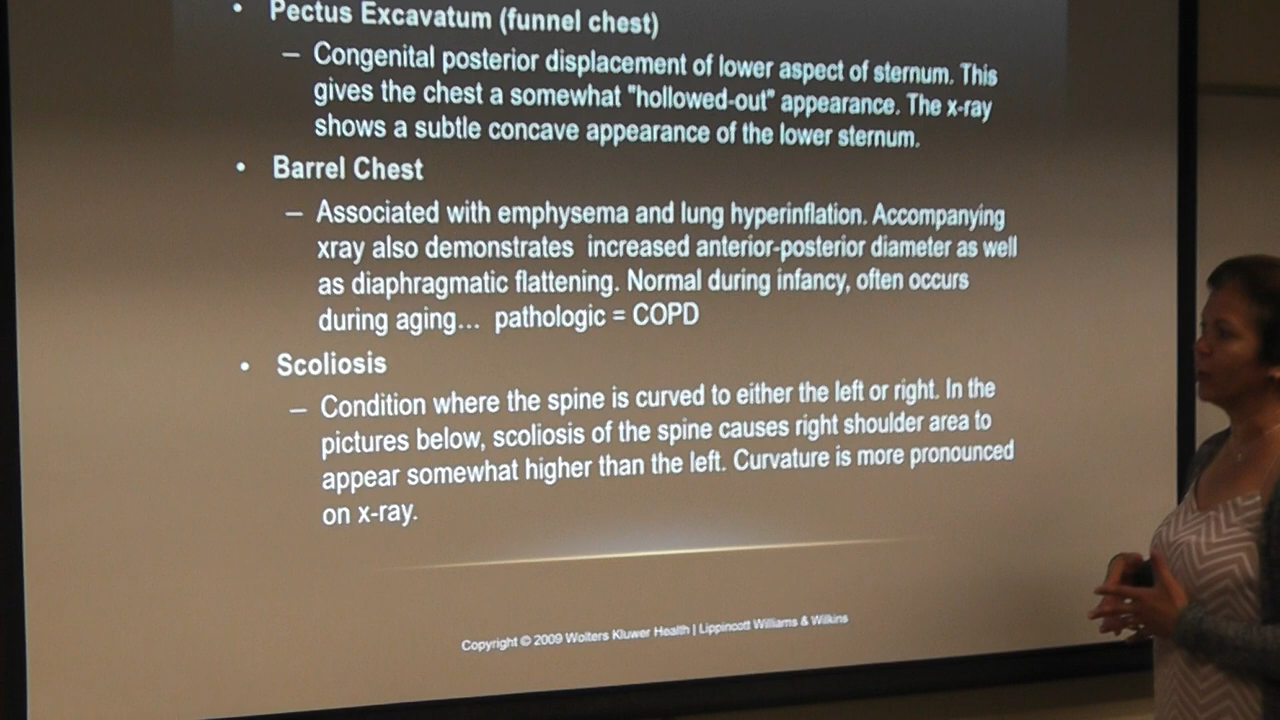 • Pectus Excavatum (funnel chest)
– Congenital posterior displacement of lower aspect of sternum. This
gives the chest a somewhat "hollowed-out" appearance. The x-ray
shows a subtle concave appearance of the lower sternum.
• Barrel Chest
– Associated with emphysema and lung hyperinflation. Accompanying
xray also demonstrates increased anterior-posterior diameter as well
as diaphragmatic flattening. Normal during infancy, often occurs
during aging... pathologic = COPD
• Scoliosis
– Condition where the spine is curved to either the left or right. In the
pictures below, scoliosis of the spine causes right shoulder area to
appear somewhat higher than the left. Curvature is more pronounced
on x-ray.
Copyright © 2009 Wolters Kluwer Health | Lippincott Williams & Wilkins